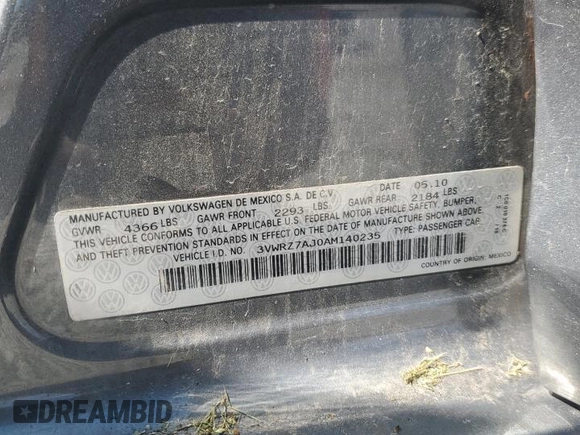 MANUFACTURED BY VOLKSWAGEN DE MEXICO S.A. DE C.V. DATE 05.10
GVWR 4366 LBS GAWR FRONT 2293 LBS. GAWR REAR 2184 LBS
THIS VEHICLE CONFORMS TO ALL APPLICABLE U.S. FEDERAL MOTOR VEHICLE SAFETY, BUMPER,
AND THEFT PREVENTION STANDARDS IN EFFECT ON THE DATE OF MANUFACTURE SHOWN ABOVE.
VEHICLE I.D. NO. 3VWRZ7AJ0AM140235 TYPE: PASSENGER CAR
COUNTRY OF ORIGIN: MEXICO
DREAMBID